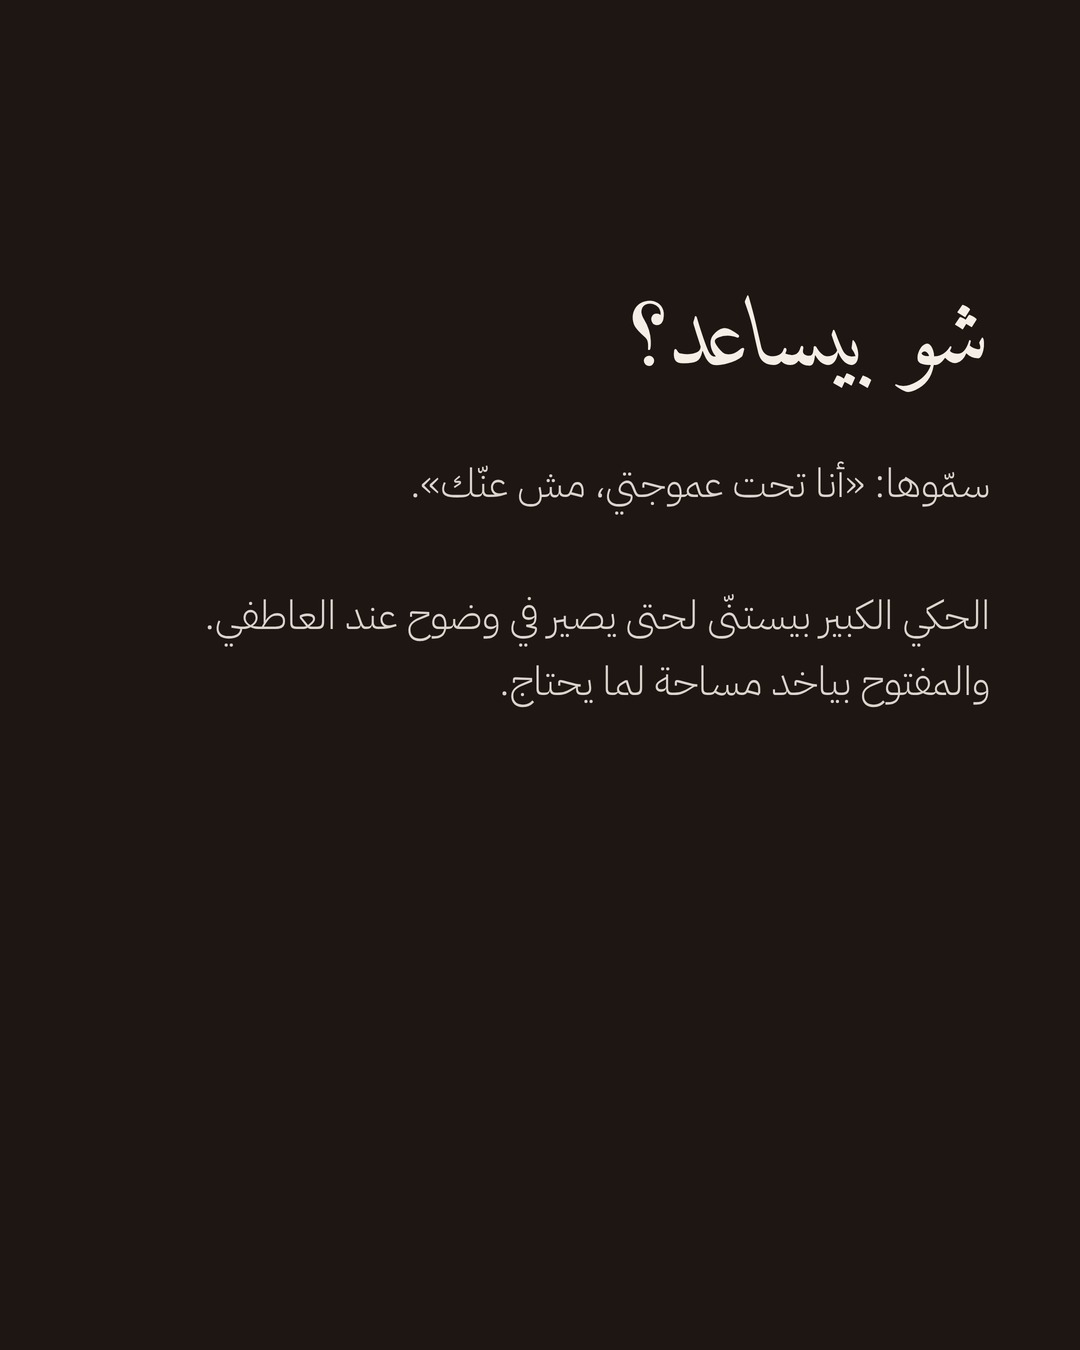 شو بيساعد؟
سمّوها: «أنا تحت عموجتي، مش عنّك».
الحكي الكبير بيستنّى لحتى يصير في وضوح عند العاطفي.
والمفتوح بياخد مساحة لما يحتاج.